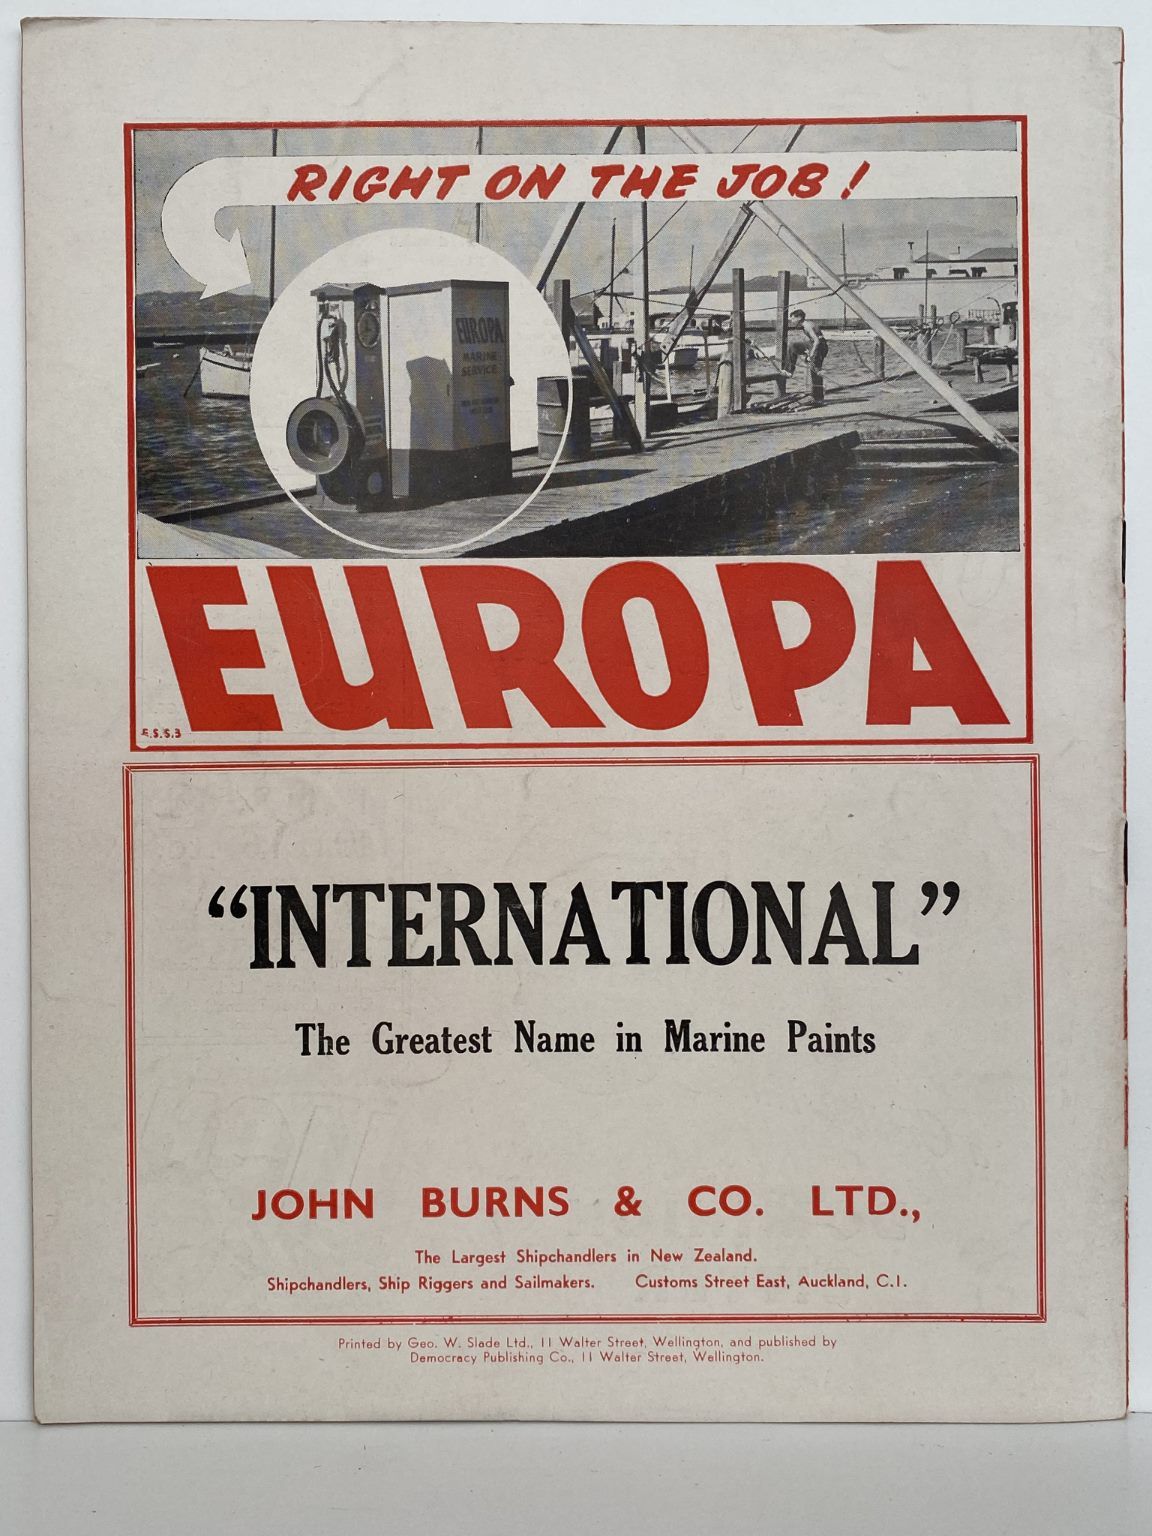 RIGHT ON THE JOB!
EUROPA
MARINE
SERVICE
EUROPA
E.S.S.3
“INTERNATIONAL”
The Greatest Name in Marine Paints
JOHN BURNS & CO. LTD.,
The Largest Shipchandlers in New Zealand.
Shipchandlers, Ship Riggers and Sailmakers. Customs Street East, Auckland, C.1.
Printed by Geo. W. Slade Ltd., 11 Walter Street, Wellington, and published by
Democracy Publishing Co., 11 Walter Street, Wellington.